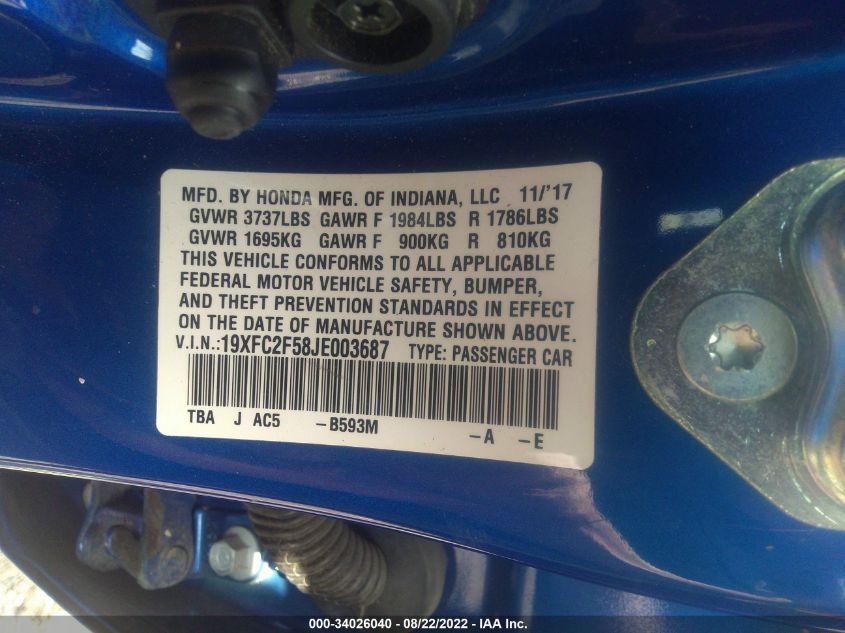 MFD. BY HONDA MFG. OF INDIANA, LLC 11/'17
GVWR 3737LBS GAWR F 1984LBS R 1786LBS
GVWR 1695KG GAWR F 900KG R 810KG
THIS VEHICLE CONFORMS TO ALL APPLICABLE
FEDERAL MOTOR VEHICLE SAFETY, BUMPER,
AND THEFT PREVENTION STANDARDS IN EFFECT
ON THE DATE OF MANUFACTURE SHOWN ABOVE.
V.I.N.:19XFC2F58JE003687 TYPE: PASSENGER CAR
TBA J AC5 -B593M -A -E
000-34026040 - 08/22/2022 - IAA Inc.